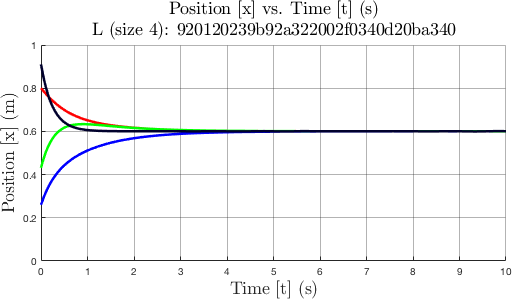 Position [x] vs. Time [t] (s)
L (size 4): 920120239b92a322002f0340d20ba340
Position [x] (m)
1
0.8
0.6
0.4
0.2
0
0 1 2 3 4 5 6 7 8 9 10
Time [t] (s)